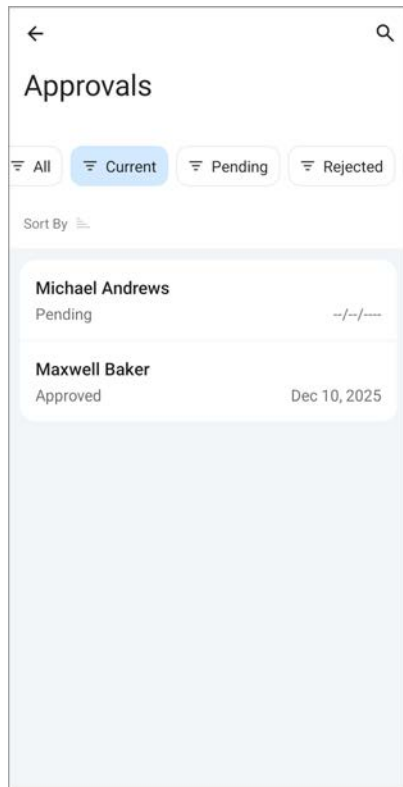 Approvals
All Current Pending Rejected
Sort By
Michael Andrews
Pending --/--/----
Maxwell Baker
Approved Dec 10, 2025